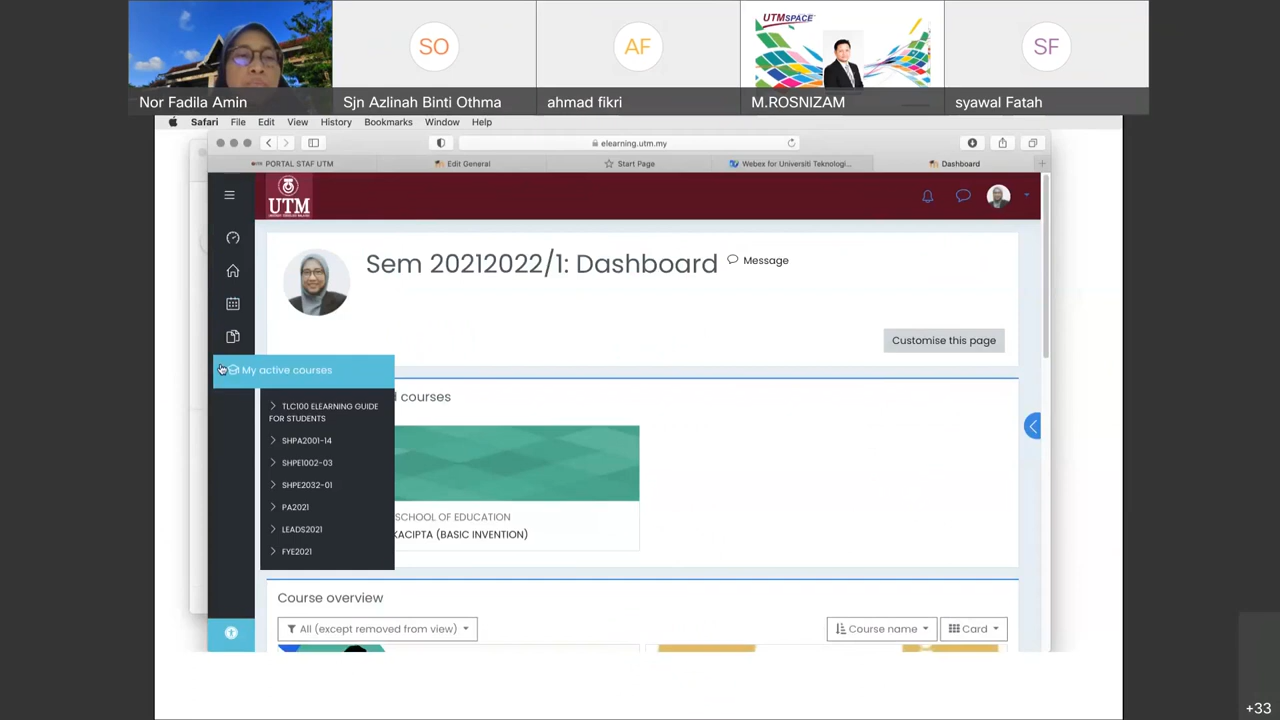 SO
AF
UTMSPACE
SF
Nor Fadila Amin
Sjn Azlinah Binti Othma
ahmad fikri
M.ROSNIZAM
syawal Fatah
Safari File Edit View History Bookmarks Window Help
elearning.utm.my
PORTAL STAF UTM
Edit General
Start Page
Webex for Universiti Teknologi...
Dashboard
UTM
Sem 20212022/1: Dashboard
Message
Customise this page
My active courses
d courses
TLC100 ELEARNING GUIDE
FOR STUDENTS
SHPA2001-14
SHPE1002-03
SHPE2032-01
PA2021
LEADS2021
FYE2021
SCHOOL OF EDUCATION
KACIPTA (BASIC INVENTION)
Course overview
All (except removed from view)
Course name
Card
+33